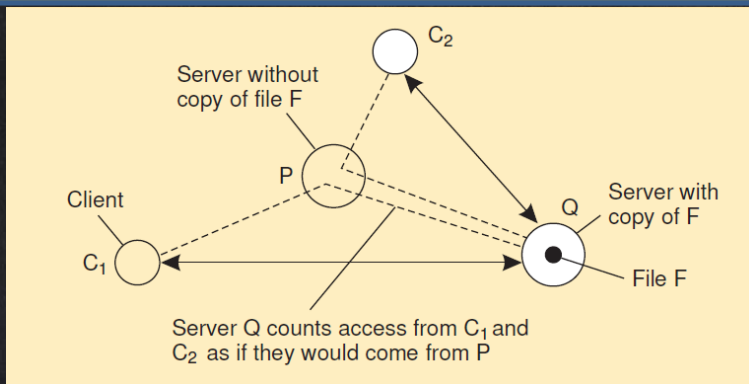 C2
Server without
copy of file F
P
Client
Q
Server with
copy of F
C1
File F
Server Q counts access from C1 and
C2 as if they would come from P